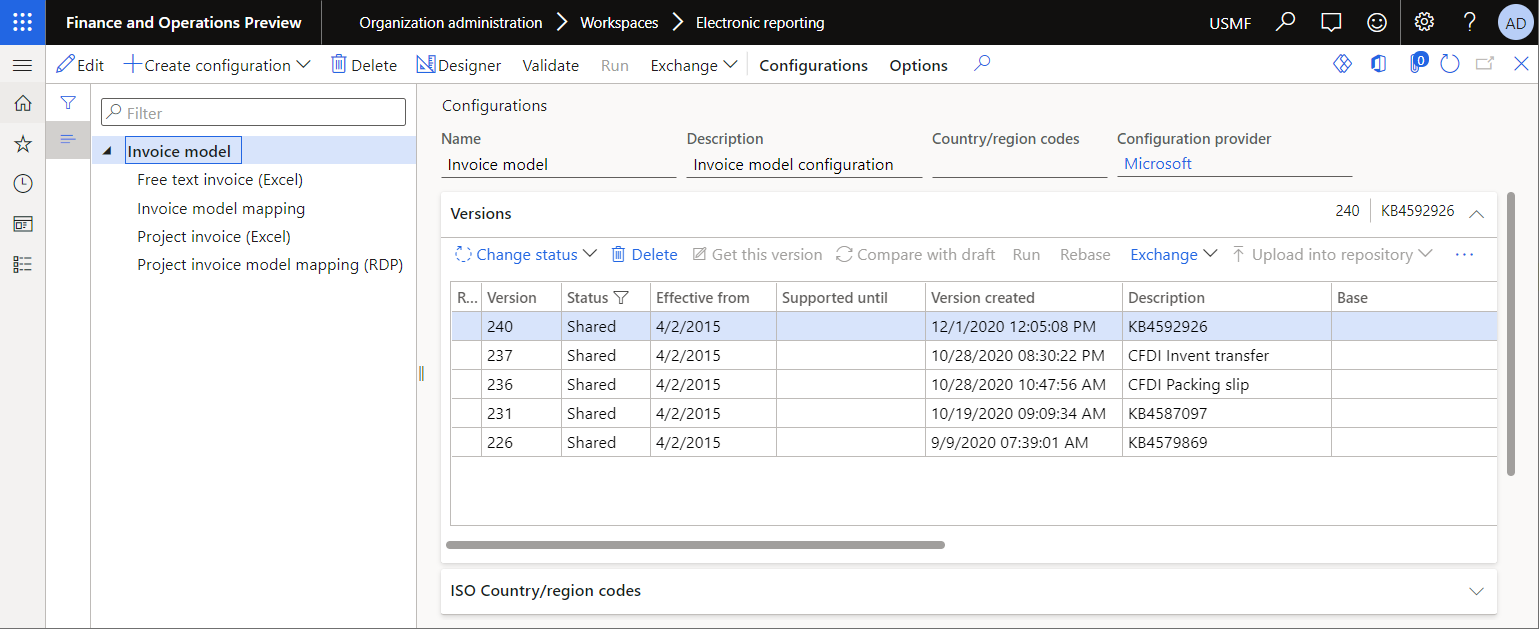 Finance and Operations Preview Organization administration Workspaces Electronic reporting USMF AD
Edit Create configuration Delete Designer Validate Run Exchange Configurations Options 0
Filter
Invoice model
Free text invoice (Excel)
Invoice model mapping
Project invoice (Excel)
Project invoice model mapping (RDP)
Configurations
Name Description Country/region codes Configuration provider
Invoice model Invoice model configuration Microsoft
Versions 240 KB4592926
Change status Delete Get this version Compare with draft Run Rebase Exchange Upload into repository ...
R... Version Status Effective from Supported until Version created Description Base
240 Shared 4/2/2015 12/1/2020 12:05:08 PM KB4592926
237 Shared 4/2/2015 10/28/2020 08:30:22 PM CFDI Invent transfer
236 Shared 4/2/2015 10/28/2020 10:47:56 AM CFDI Packing slip
231 Shared 4/2/2015 10/19/2020 09:09:34 AM KB4587097
226 Shared 4/2/2015 9/9/2020 07:39:01 AM KB4579869
ISO Country/region codes